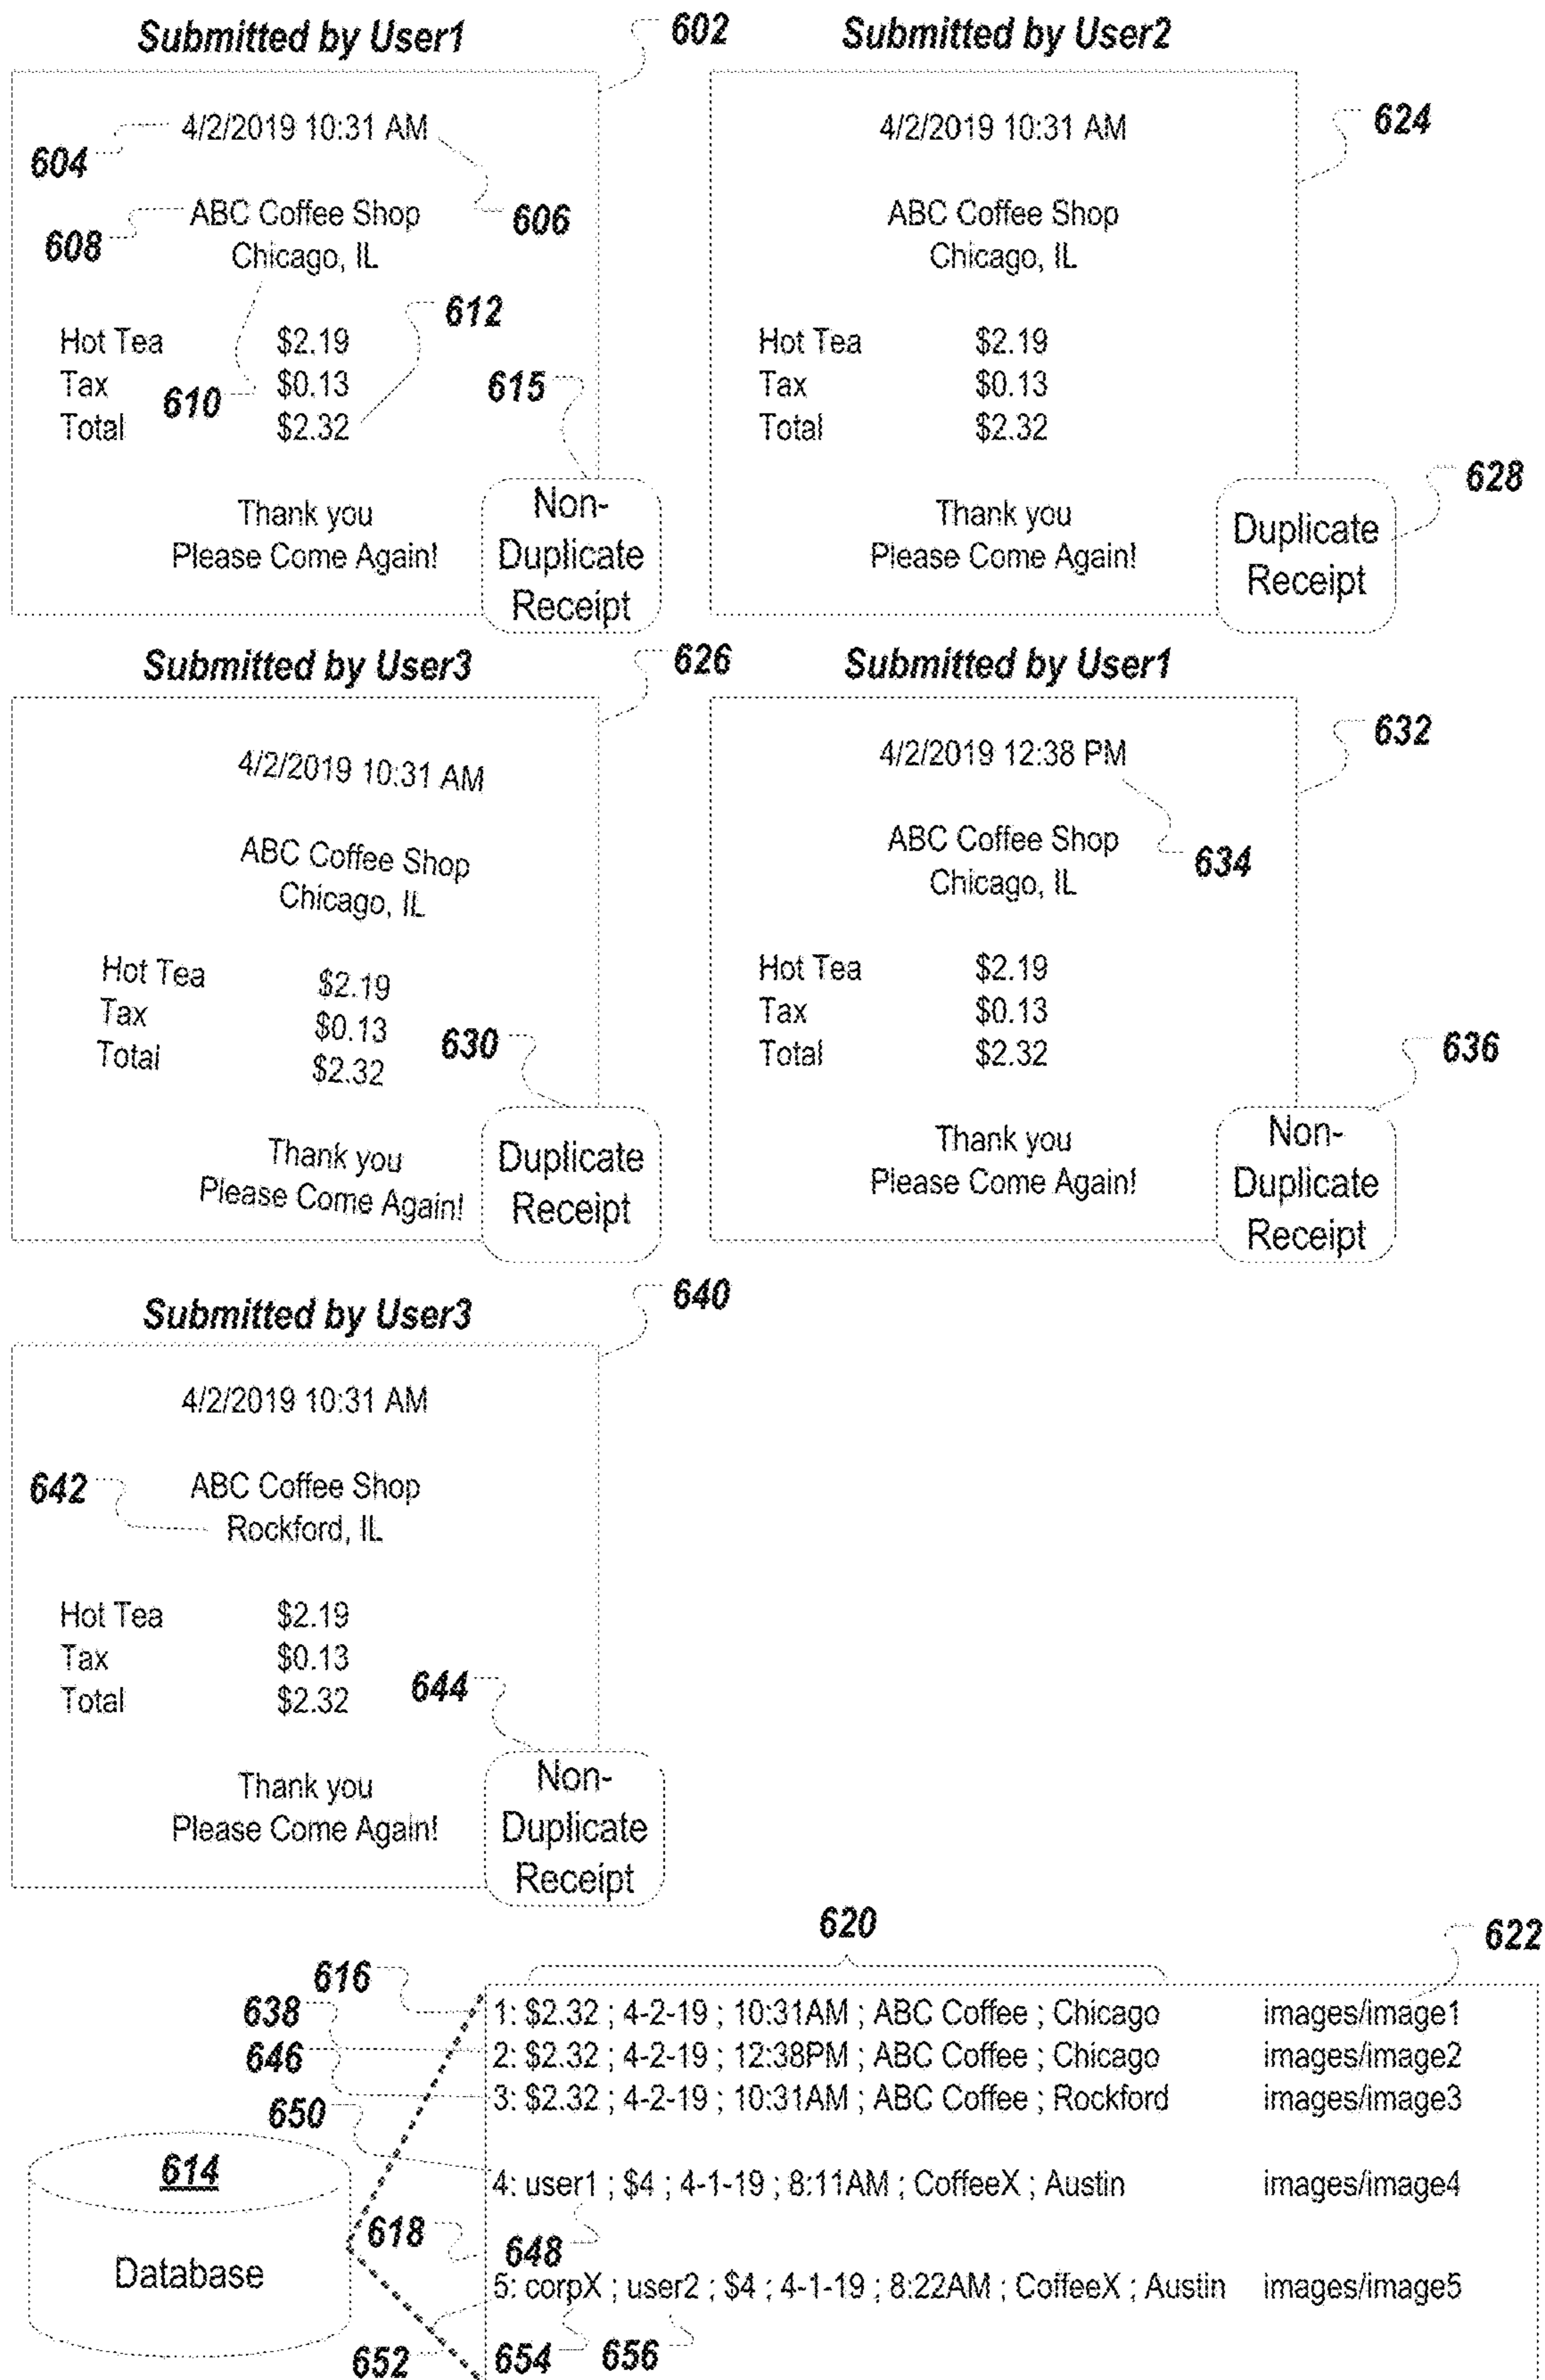 Submitted by User1
602
4/2/2019 10:31 AM
604
606
ABC Coffee Shop
608
Chicago, IL
612
Hot Tea $2.19
Tax $0.13
610
615
Total $2.32
Thank you
Please Come Again!
Non-
Duplicate
Receipt
Submitted by User2
624
4/2/2019 10:31 AM
ABC Coffee Shop
Chicago, IL
Hot Tea $2.19
Tax $0.13
Total $2.32
628
Thank you
Please Come Again!
Duplicate
Receipt
Submitted by User3
626
4/2/2019 10:31 AM
ABC Coffee Shop
Chicago, IL
Hot Tea $2.19
Tax $0.13
Total $2.32
630
Thank you
Please Come Again!
Duplicate
Receipt
Submitted by User1
632
4/2/2019 12:38 PM
ABC Coffee Shop
634
Chicago, IL
Hot Tea $2.19
Tax $0.13
Total $2.32
636
Thank you
Please Come Again!
Non-
Duplicate
Receipt
Submitted by User3
640
4/2/2019 10:31 AM
642
ABC Coffee Shop
Rockford, IL
Hot Tea $2.19
Tax $0.13
Total $2.32
644
Thank you
Please Come Again!
Non-
Duplicate
Receipt
620
622
616
638
646
650
1: $2.32 ; 4-2-19 ; 10:31AM ; ABC Coffee ; Chicago images/image1
2: $2.32 ; 4-2-19 ; 12:38PM ; ABC Coffee ; Chicago images/image2
3: $2.32 ; 4-2-19 ; 10:31AM ; ABC Coffee ; Rockford images/image3
614
Database
4: user1 ; $4 ; 4-1-19 ; 8:11AM ; CoffeeX ; Austin images/image4
618
648
5: corpX ; user2 ; $4 ; 4-1-19 ; 8:22AM ; CoffeeX ; Austin images/image5
652
654
656